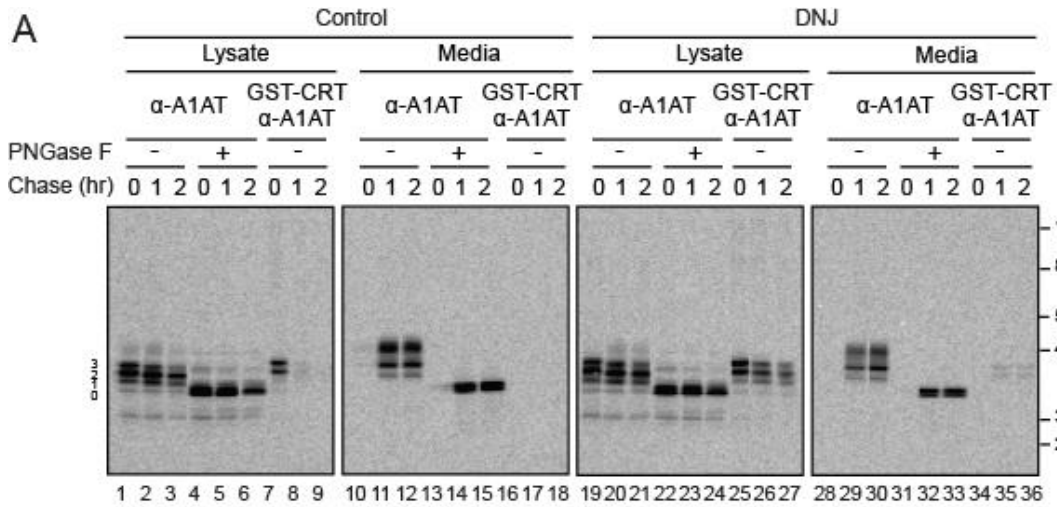 A
Control DNJ
Lysate Media Lysate Media
α-A1AT GST-CRT α-A1AT α-A1AT GST-CRT α-A1AT α-A1AT GST-CRT α-A1AT α-A1AT GST-CRT α-A1AT
PNGase F - + - - + - - + - - + -
Chase (hr) 0 1 2 0 1 2 0 1 2 0 1 2 0 1 2 0 1 2 0 1 2 0 1 2 0 1 2 0 1 2 0 1 2 0 1 2
3
2
1
0
5
4
3
1 2 3 4 5 6 7 8 9 10 11 12 13 14 15 16 17 18 19 20 21 22 23 24 25 26 27 28 29 30 31 32 33 34 35 36